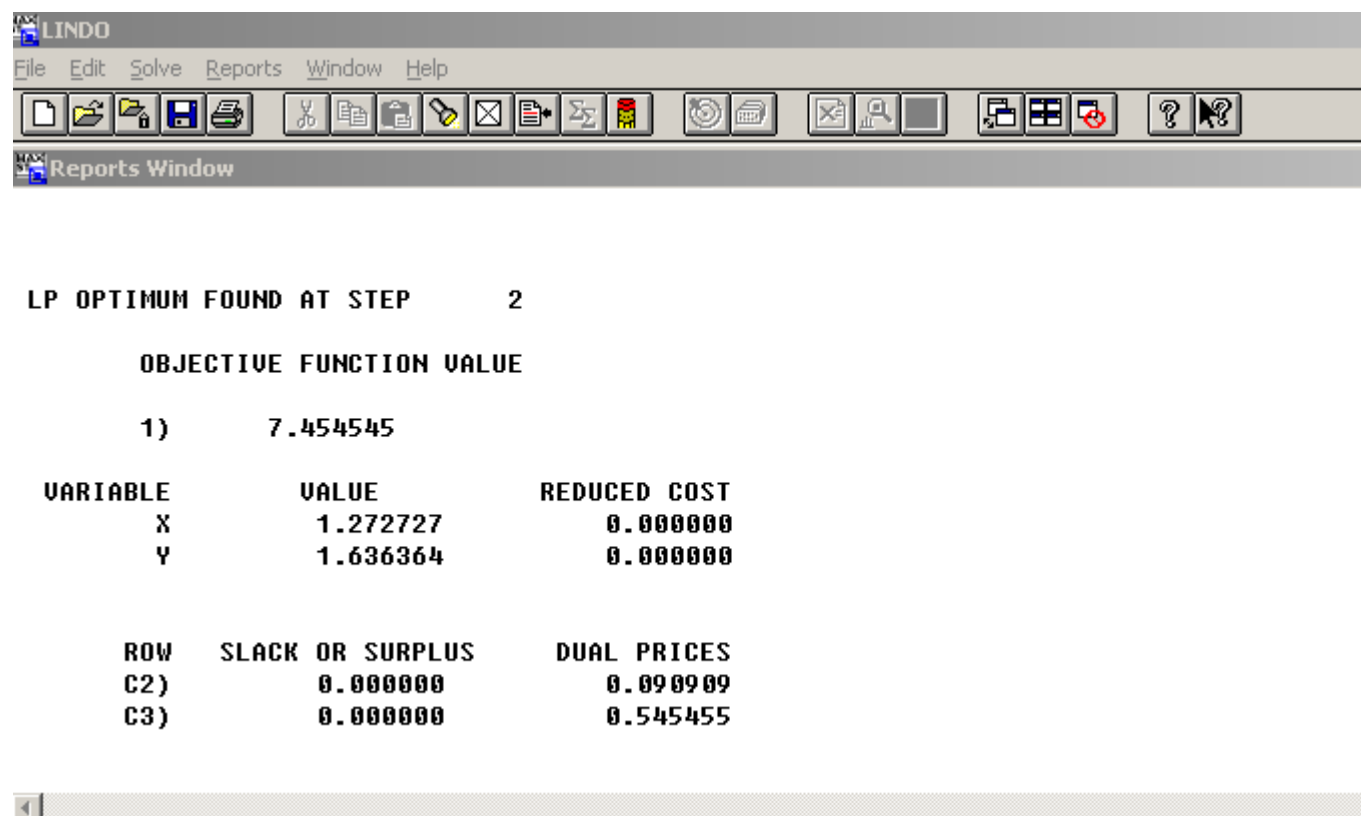 LINDO
File Edit Solve Reports Window Help
Reports Window
LP OPTIMUM FOUND AT STEP 2
OBJECTIVE FUNCTION VALUE
1) 7.454545
VARIABLE VALUE REDUCED COST
X 1.272727 0.000000
Y 1.636364 0.000000
ROW SLACK OR SURPLUS DUAL PRICES
C2) 0.000000 0.090909
C3) 0.000000 0.545455